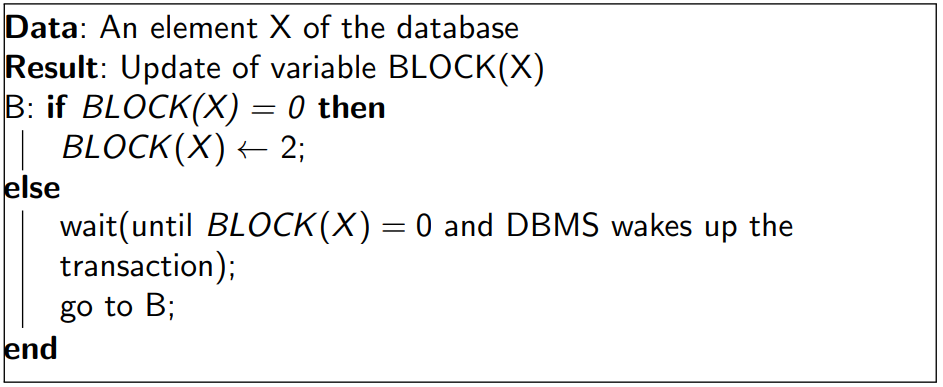 Data: An element X of the database
Result: Update of variable BLOCK(X)
B: if BLOCK(X) = 0 then
BLOCK(X) ← 2;
else
wait(until BLOCK(X) = 0 and DBMS wakes up the
transaction);
go to B;
end